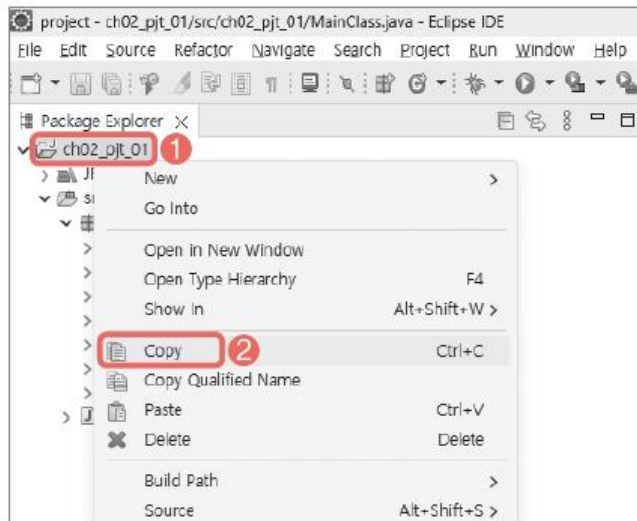 project - ch02_pjt_01/src/ch02_pjt_01/MainClass.java - Eclipse IDE
File Edit Source Refactor Navigate Search Project Run Window Help
Package Explorer
ch02_pjt_01 1
New
Go Into
Open in New Window
Open Type Hierarchy F4
Show In Alt+Shift+W >
2 Copy Ctrl+C
Copy Qualified Name
Paste Ctrl+V
Delete Delete
Build Path
Source Alt+Shift+S >